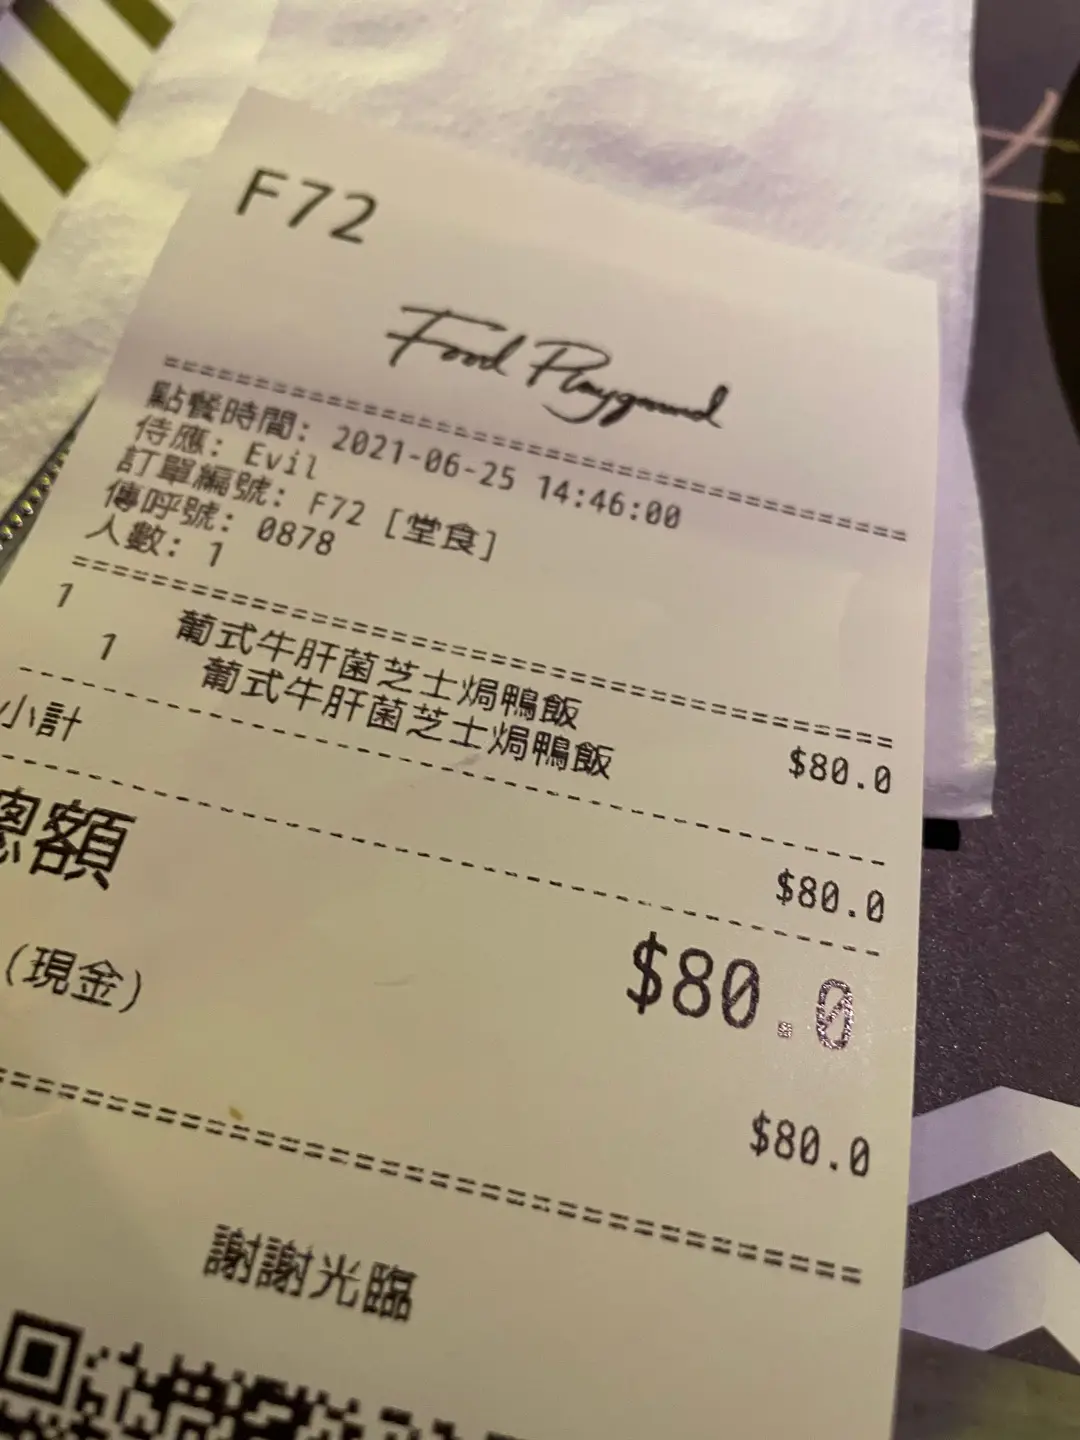 F72
Food Playground
點餐時間: 2021-06-25 14:46:00
侍應: Evil
訂單編號: F72 [堂食]
傳呼號: 0878
人數: 1
1 葡式牛肝菌芝士焗鴨飯
1 葡式牛肝菌芝士焗鴨飯 $80.0
小計 $80.0
總額 $80.0
(現金) $80.0
謝謝光臨